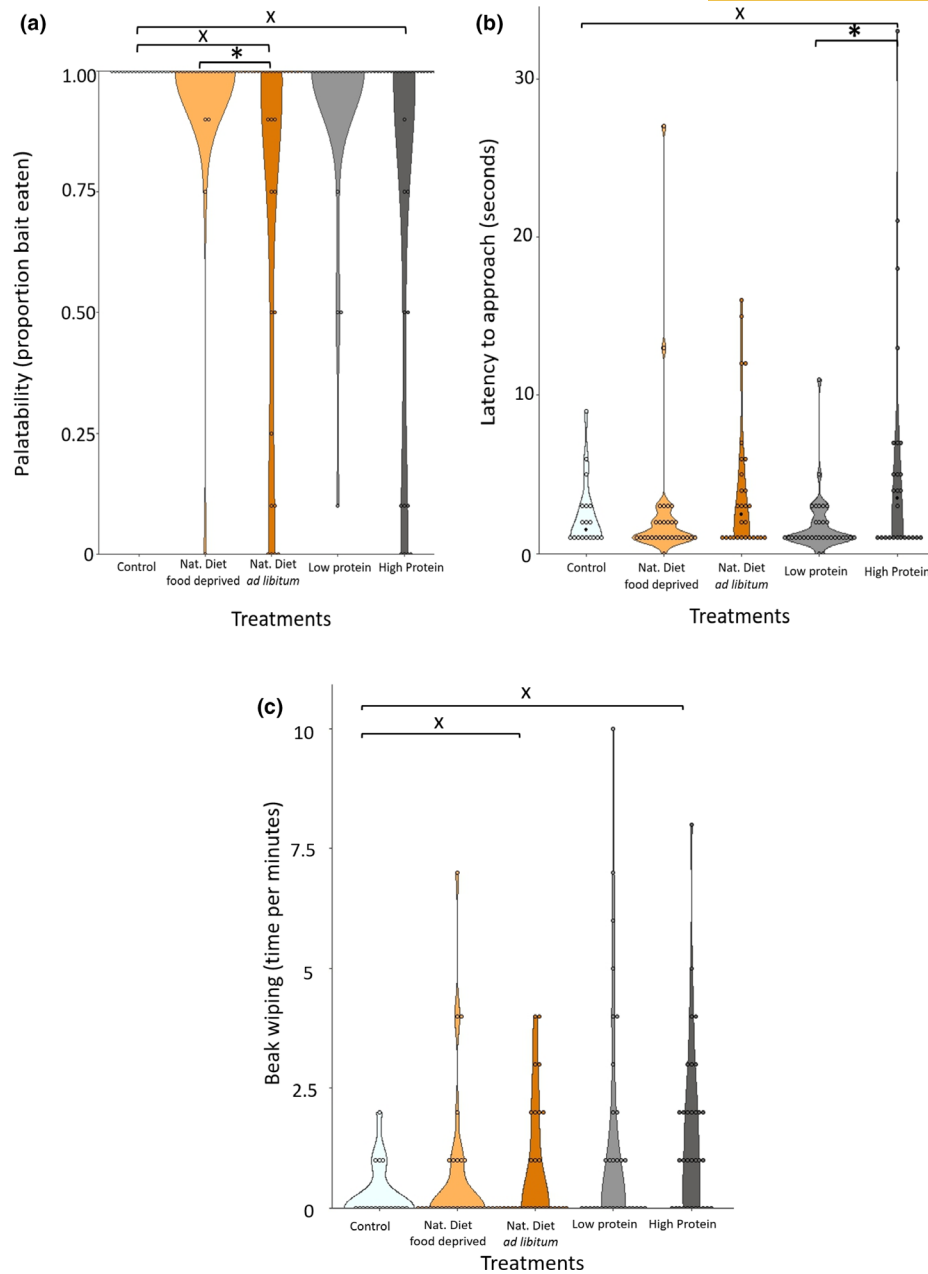 (a)
X
X
*
1.00
0.75
0.50
0.25
0
Palatability (proportion bait eaten)
Control
Nat. Diet
food deprived
Nat. Diet
ad libitum
Low protein
High Protein
Treatments
(b)
X
*
30
20
10
0
Latency to approach (seconds)
Control
Nat. Diet
food deprived
Nat. Diet
ad libitum
Low protein
High Protein
Treatments
(c)
X
X
10
7.5
5
2.5
0
Beak wiping (time per minutes)
Control
Nat. Diet
food deprived
Nat. Diet
ad libitum
Low protein
High Protein
Treatments